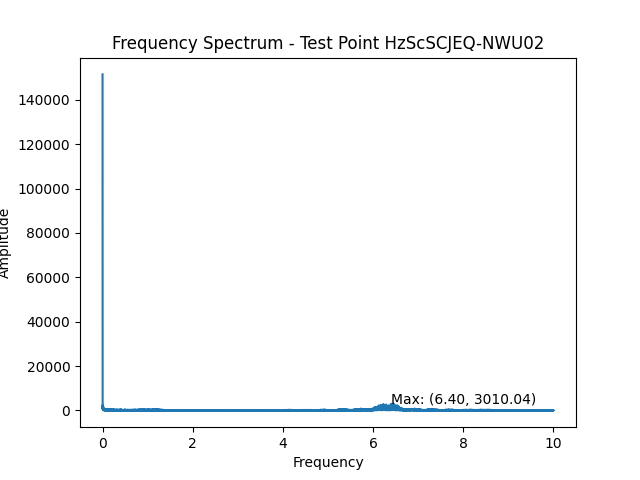 Frequency Spectrum - Test Point HzScSCJEQ-NWU02
140000
120000
100000
80000
60000
40000
20000
0
Amplitude
Max: (6.40, 3010.04)
0 2 4 6 8 10
Frequency